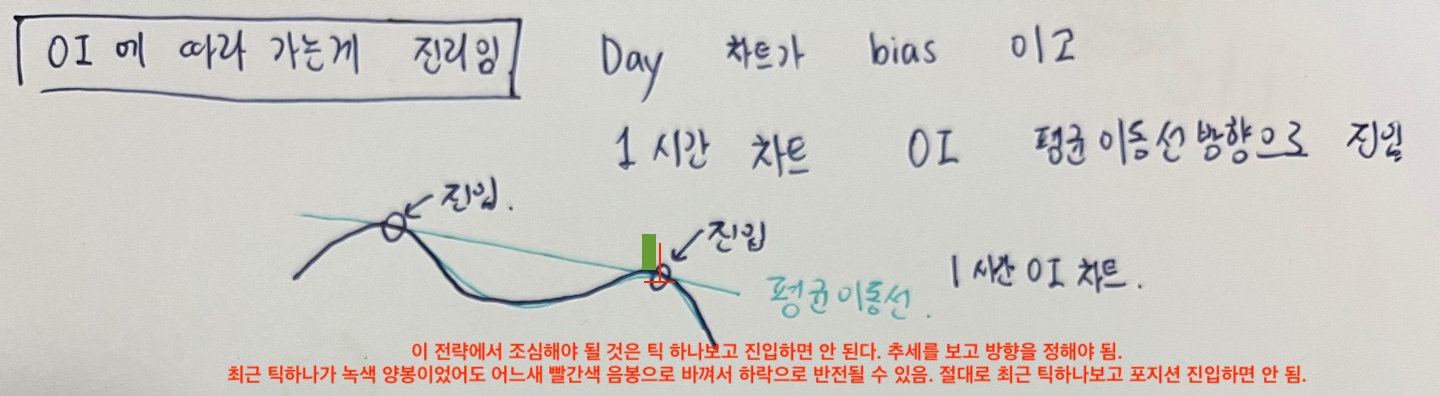 OI에 따라 가는게 진리임
Day 차트가 bias 이고
1시간 차트 OI 평균이동선방향으로 진입
진입.
진입
평균이동선.
1시간 OI 차트.
이 전략에서 조심해야 될 것은 틱 하나보고 진입하면 안 된다. 추세를 보고 방향을 정해야 됨.
최근 틱하나가 녹색 양봉이었어도 어느새 빨간색 음봉으로 바껴서 하락으로 반전될 수 있음. 절대로 최근 틱하나보고 포지션 진입하면 안 됨.